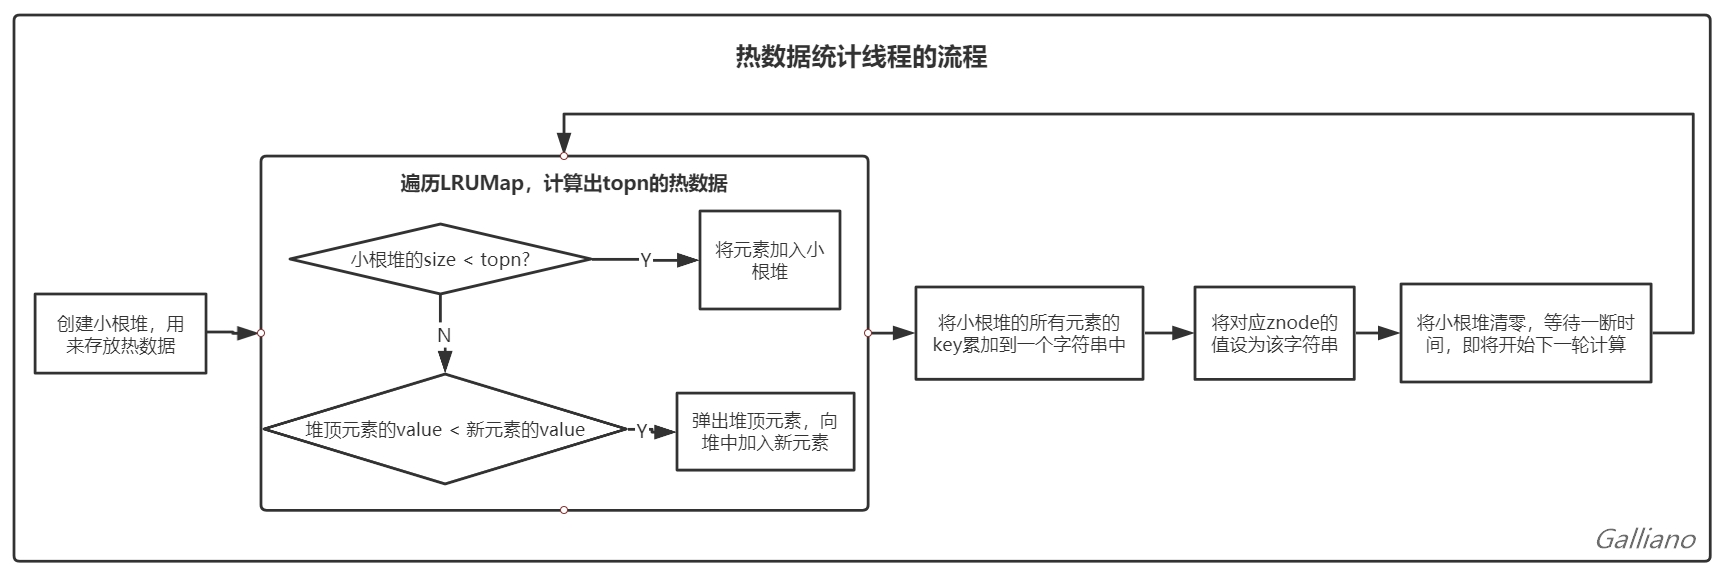 热数据统计线程的流程
遍历LRUMap，计算出topn的热数据
小根堆的size < topn?
Y
将元素加入小
根堆
N
堆顶元素的value < 新元素的value
Y
弹出堆顶元素，向
堆中加入新元素
创建小根堆，用
来存放热数据
将小根堆的所有元素的
key累加到一个字符串中
将对应znode的
值设为该字符串
将小根堆清零，等待一断时
间，即将开始下一轮计算
Galliano